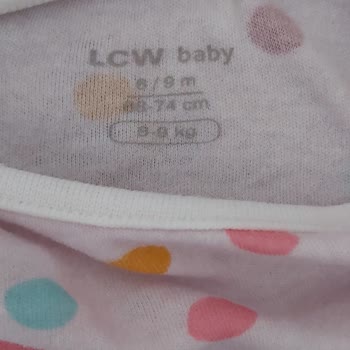 LCW baby
6/9 m
68-74 cm
8-9 kg